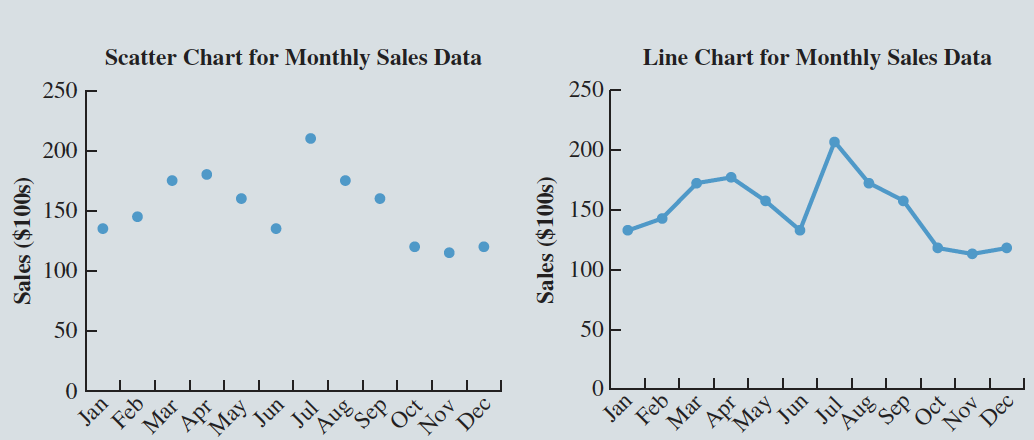 Scatter Chart for Monthly Sales Data
Sales ($100s)
250
200
150
100
50
0
Jan Feb Mar Apr May Jun Jul Aug Sep Oct Nov Dec
Line Chart for Monthly Sales Data
Sales ($100s)
250
200
150
100
50
0
Jan Feb Mar Apr May Jun Jul Aug Sep Oct Nov Dec